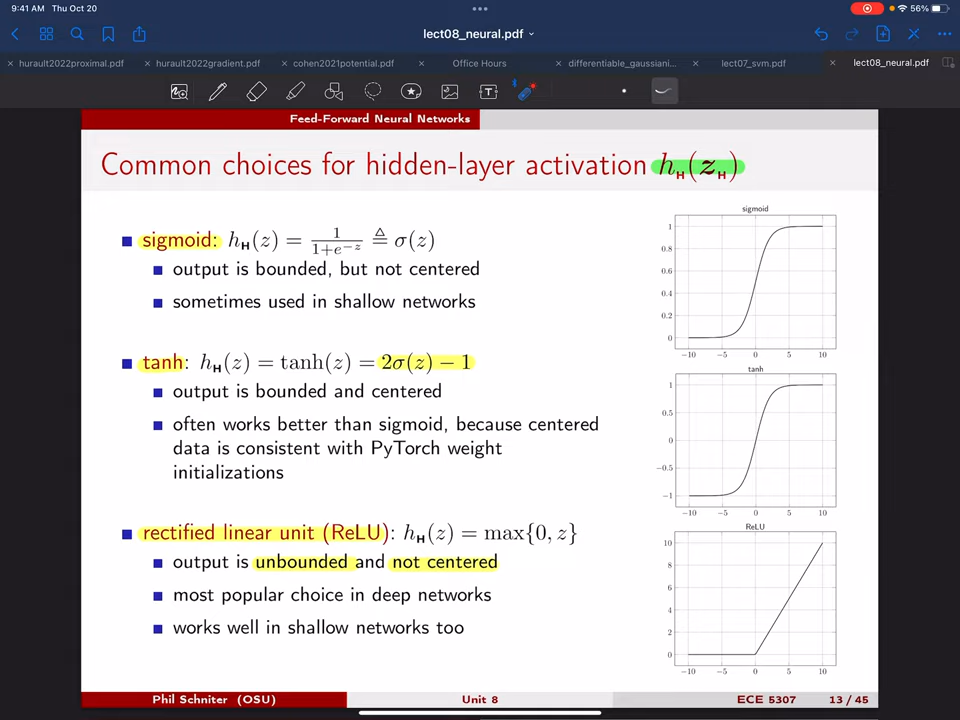 9:41 AM Thu Oct 20
56%
lect08_neural.pdf
hurault2022proximal.pdf
hurault2022gradient.pdf
cohen2021potential.pdf
Office Hours
differentiable_gaussiani...
lect07_svm.pdf
lect08_neural.pdf
Feed-Forward Neural Networks
Common choices for hidden-layer activation h_H(z_H)
sigmoid: h_H(z) = 1/(1+e^{-z}) ≜ σ(z)
output is bounded, but not centered
sometimes used in shallow networks
tanh: h_H(z) = tanh(z) = 2σ(z) − 1
output is bounded and centered
often works better than sigmoid, because centered
data is consistent with PyTorch weight
initializations
rectified linear unit (ReLU): h_H(z) = max{0, z}
output is unbounded and not centered
most popular choice in deep networks
works well in shallow networks too
sigmoid
1
0.8
0.6
0.4
0.2
0
−10 −5 0 5 10
tanh
1
0.5
0
−0.5
−1
−10 −5 0 5 10
ReLU
10
8
6
4
2
0
−10 −5 0 5 10
Phil Schniter (OSU)
Unit 8
ECE 5307
13 / 45